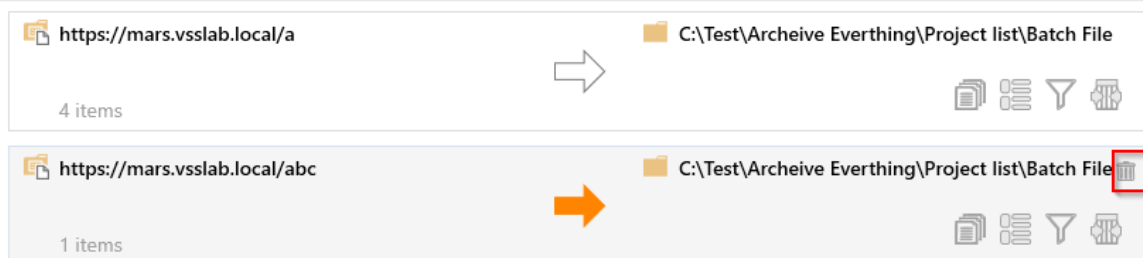 https://mars.vsslab.local/a
C:\Test\Archeive Everthing\Project list\Batch File
4 items
https://mars.vsslab.local/abc
C:\Test\Archeive Everthing\Project list\Batch File
1 items